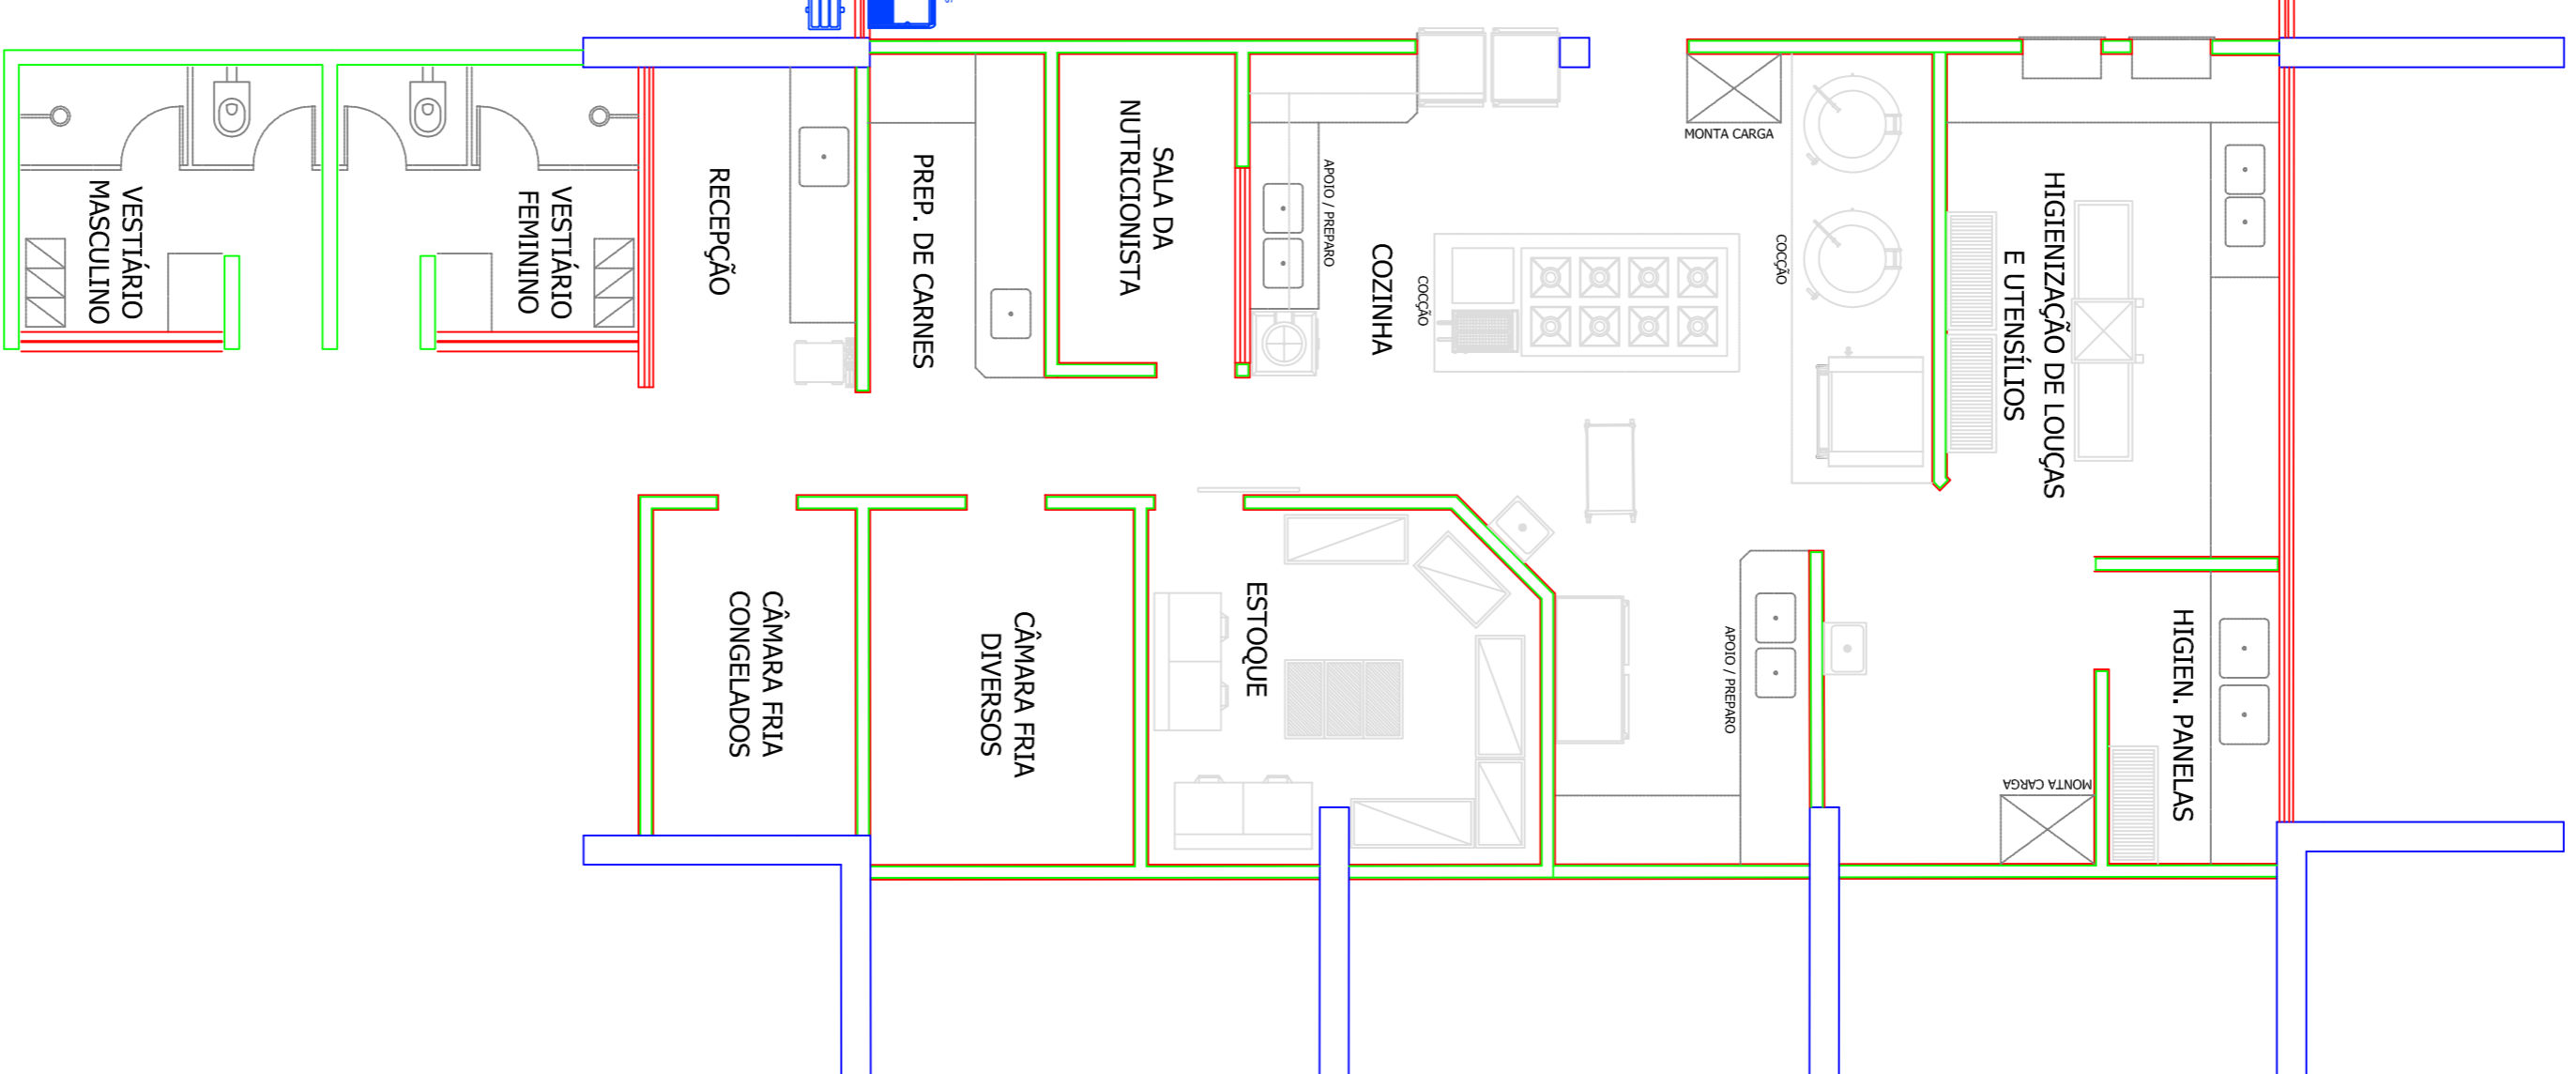 VESTIÁRIO
MASCULINO
VESTIÁRIO
FEMININO
RECEPÇÃO
PREP. DE CARNES
SALA DA
NUTRICIONISTA
APOIO / PREPARO
COZINHA
COCÇÃO
MONTA CARGA
COCÇÃO
HIGIENIZAÇÃO DE LOUÇAS
E UTENSÍLIOS
CÂMARA FRIA
CONGELADOS
CÂMARA FRIA
DIVERSOS
ESTOQUE
APOIO / PREPARO
MONTA CARGA
HIGIEN. PANELAS